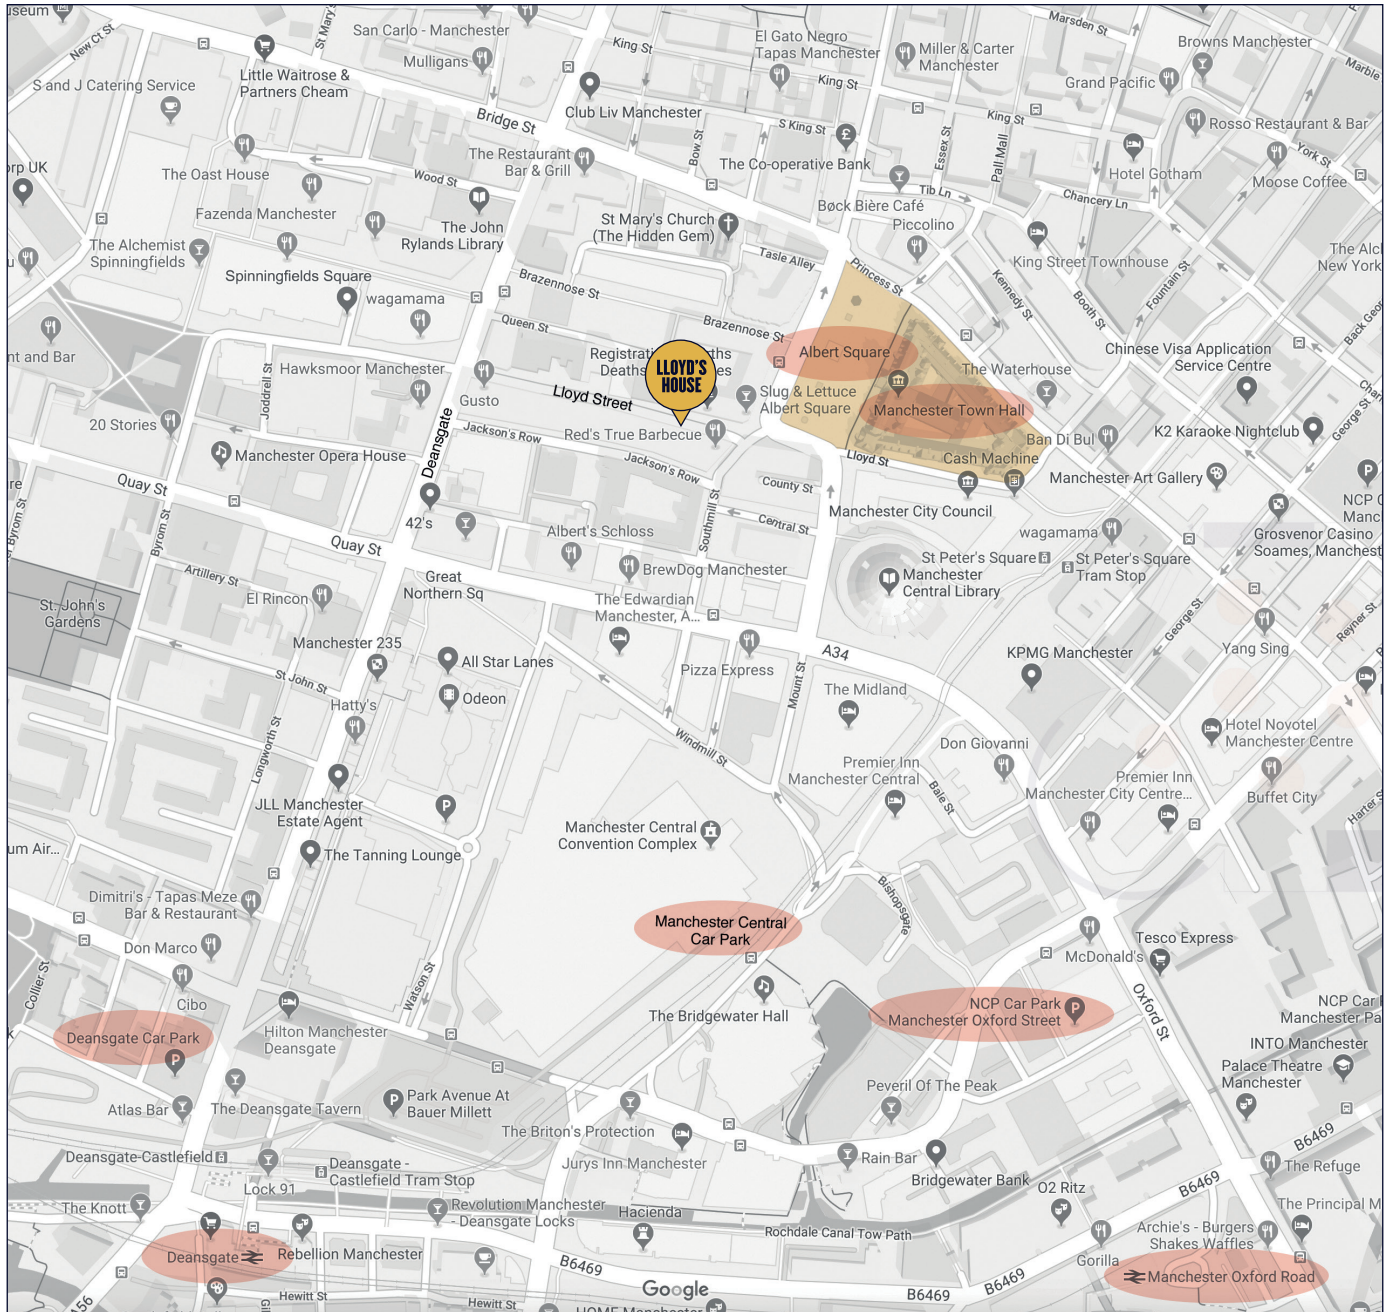 useum
New Ct St
St Mary's
San Carlo - Manchester
Mulligans
King St
El Gato Negro
Tapas Manchester
King St
Miller & Carter
Manchester
Marsden St
Browns Manchester
Grand Pacific
Marble
Little Waitrose &
Partners Cheam
S and J Catering Service
Club Liv Manchester
Bridge St
S King St
King St
Rosso Restaurant & Bar
York St
Essex St
Pall Mall
Bow St
The Restaurant
Bar & Grill
The Co-operative Bank
Hotel Gotham
Moose Coffee
orp UK
The Oast House
Wood St
Tib Ln
Chancery Ln
Fazenda Manchester
The John
Rylands Library
St Mary's Church
(The Hidden Gem)
Bøck Bière Café
Piccolino
The Alchemist
Spinningfields
Tasle Alley
King Street Townhouse
The Alc
New York
Spinningfields Square
Brazennose St
Princess St
Kennedy St
Booth St
Fountain St
wagamama
Queen St
Brazennose St
Back Geo
nt and Bar
Albert Square
Chinese Visa Application
Service Centre
Hawksmoor Manchester
The Waterhouse
LLOYD'S
HOUSE
Joddrell St
Gusto
Lloyd Street
Slug & Lettuce
Albert Square
Manchester Town Hall
George St
20 Stories
Deansgate
Jackson's Row
Red's True Barbecue
Ban Di Bul
K2 Karaoke Nightclub
Manchester Opera House
Jackson's Row
Lloyd St
Cash Machine
Manchester Art Gallery
Quay St
County St
Manchester City Council
NCP C
Manc
42's
Southmill St
Central St
Byrom St
Byrom St
Quay St
Albert's Schloss
wagamama
Grosvenor Casino
Soames, Manchest
Artillery St
Great
Northern Sq
BrewDog Manchester
St Peter's Square
St Peter's Square
Tram Stop
Manchester
Central Library
St. John's
Gardens
El Rincon
The Edwardian
Manchester, A...
George St
Reyner St
Manchester 235
A34
KPMG Manchester
Yang Sing
All Star Lanes
Pizza Express
St John St
Odeon
Mount St
The Midland
Hatty's
Longworth St
Windmill St
Don Giovanni
Hotel Novotel
Manchester Centre
Premier Inn
Manchester Central
Premier Inn
Manchester City Centre...
JLL Manchester
Estate Agent
Bale St
Buffet City
Harter S
Manchester Central
Convention Complex
um Air...
The Tanning Lounge
Dimitri's - Tapas Meze
Bar & Restaurant
Bishopsgate
Manchester Central
Car Park
Don Marco
Tesco Express
McDonald's
Collier St
Cibo
Watson St
Oxford St
NCP Car Park
Manchester Oxford Street
NCP Car
Manchester Pa
The Bridgewater Hall
Deansgate Car Park
Hilton Manchester
Deansgate
INTO Manchester
Palace Theatre
Manchester
Peveril Of The Peak
Park Avenue At
Bauer Millett
Atlas Bar
The Deansgate Tavern
The Briton's Protection
B6469
Deansgate-Castlefield
Deansgate -
Castlefield Tram Stop
Jurys Inn Manchester
Rain Bar
Bridgewater Bank
The Refuge
Lock 91
B6469
O2 Ritz
The Knott
Revolution Manchester
- Deansgate Locks
Hacienda
The Principal M
Rochdale Canal Tow Path
Archie's - Burgers
Shakes Waffles
Deansgate
Rebellion Manchester
Gorilla
B6469
Manchester Oxford Road
A56
Hewitt St
Hewitt St
Google
B6469
B6469
HOME Manchester